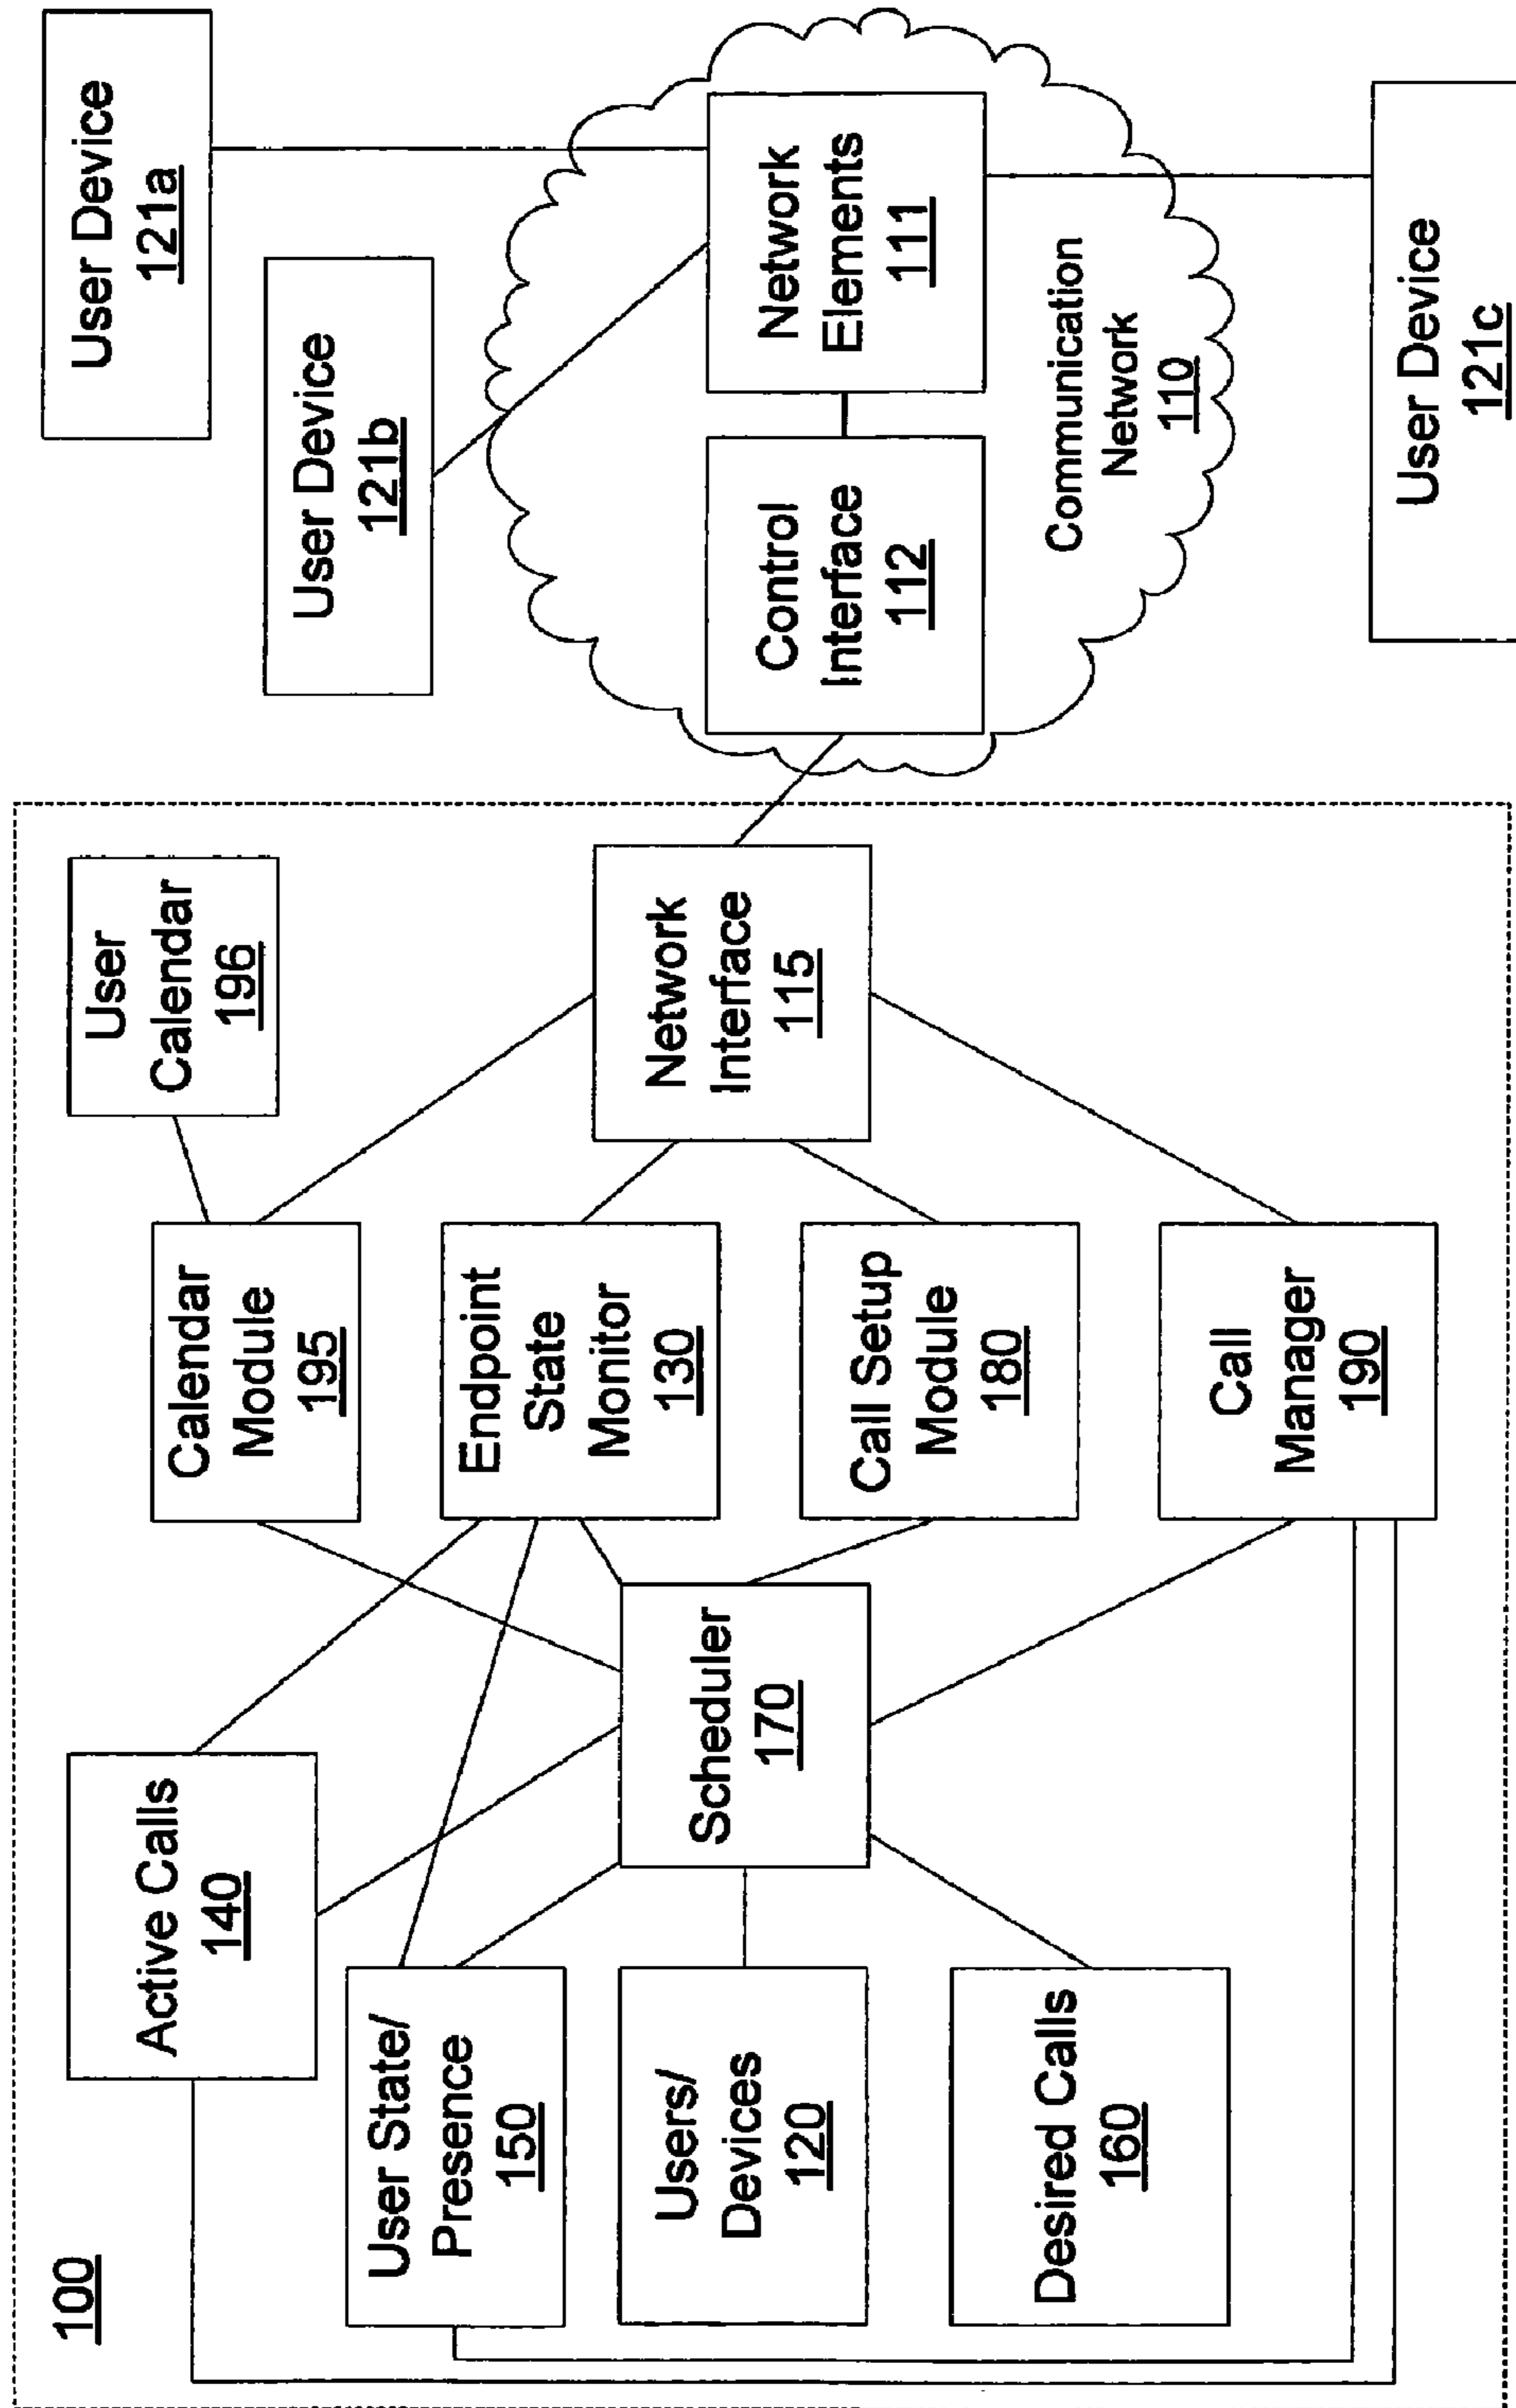 100
Active Calls
140
User State/
Presence
150
Users/
Devices
120
Desired Calls
160
Scheduler
170
Calendar
Module
195
Endpoint
State
Monitor
130
Call Setup
Module
180
Call
Manager
190
User
Calendar
196
Network
Interface
115
Control
Interface
112
Network
Elements
111
Communication
Network
110
User Device
121a
User Device
121b
User Device
121c